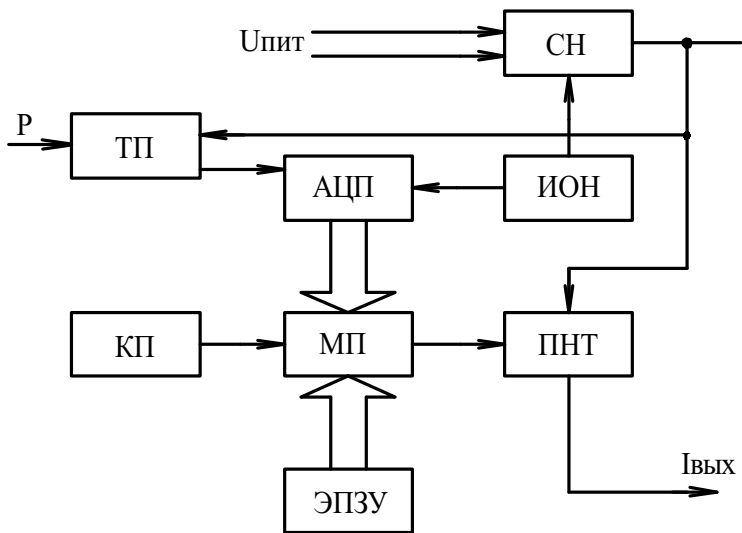 Uпит
СН
P
ТП
АЦП
ИОН
КП
МП
ПНТ
Iвых
ЭПЗУ